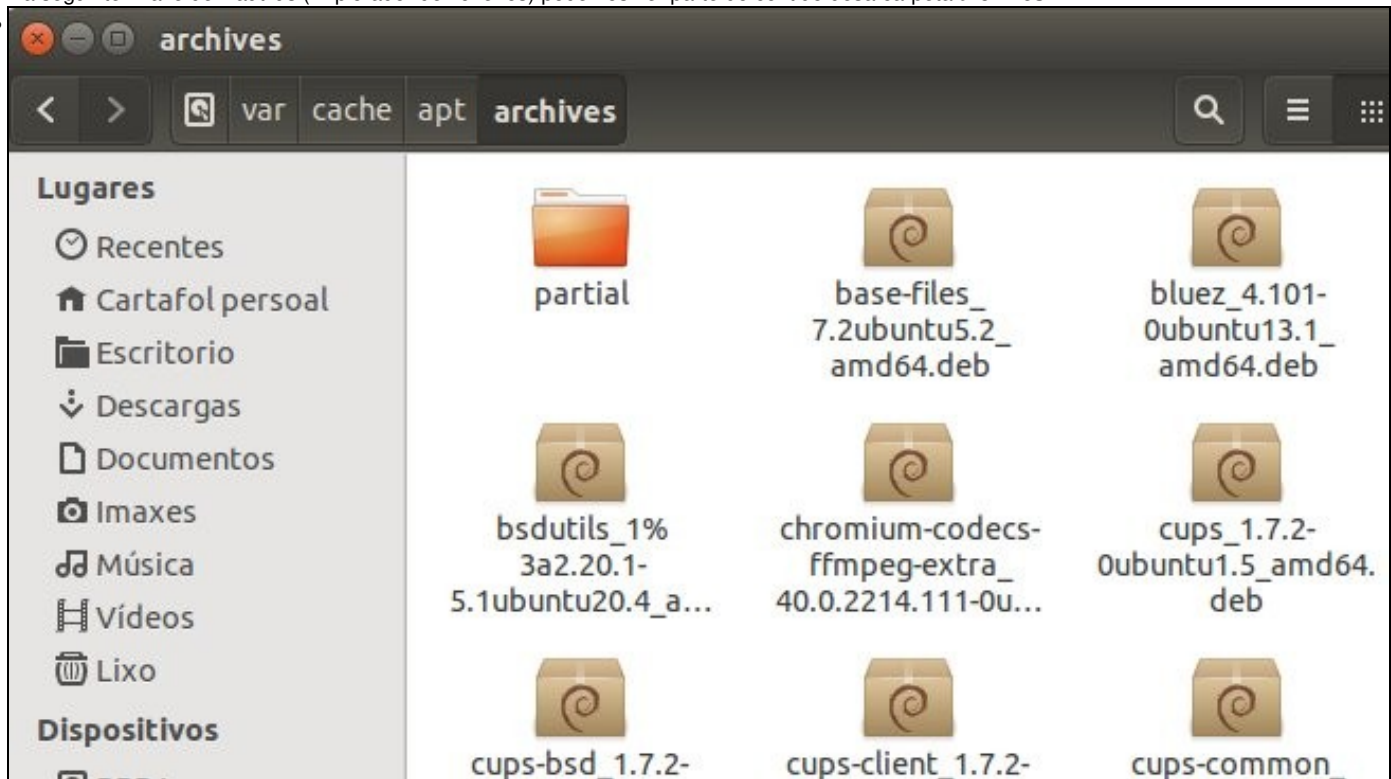 archives
var cache apt archives
Lugares
Recentes
Cartafol persoal
Escritorio
Descargas
Documentos
Imaxes
Música
Vídeos
Lixo
Dispositivos
partial
base-files_
7.2ubuntu5.2_
amd64.deb
bluez_4.101-
0ubuntu13.1_
amd64.deb
bsdutils_1%
3a2.20.1-
5.1ubuntu20.4_a...
chromium-codecs-
ffmpeg-extra_
40.0.2214.111-0u...
cups_1.7.2-
0ubuntu1.5_amd64.
deb
cups-bsd_1.7.2-
cups-client_1.7.2-
cups-common_